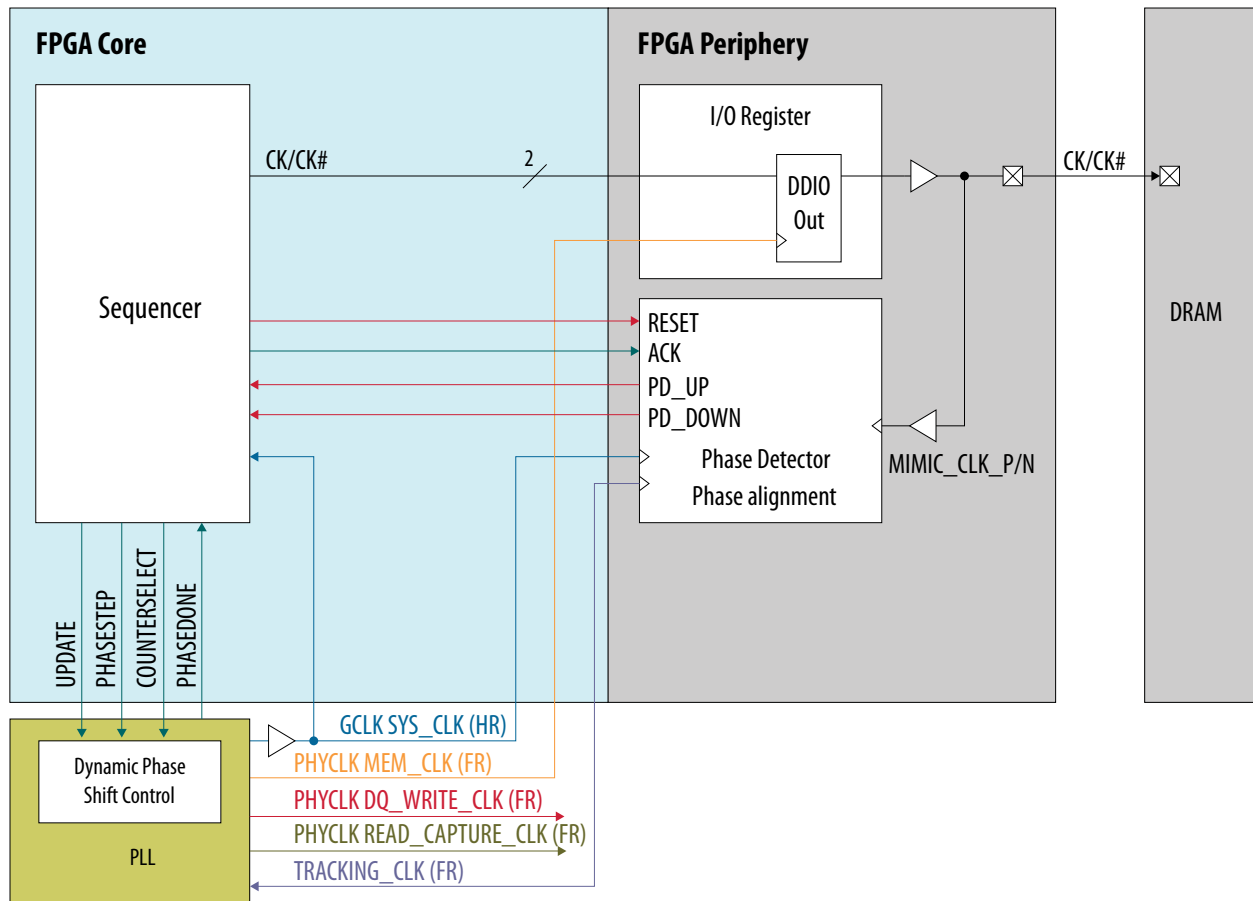 FPGA Core
FPGA Periphery
I/O Register
CK/CK#
2
DDIO
Out
CK/CK#
Sequencer
DRAM
RESET
ACK
PD_UP
PD_DOWN
Phase Detector
Phase alignment
MIMIC_CLK_P/N
UPDATE
PHASESTEP
COUNTERSELECT
PHASEDONE
GCLK SYS_CLK (HR)
PHYCLK MEM_CLK (FR)
PHYCLK DQ_WRITE_CLK (FR)
PHYCLK READ_CAPTURE_CLK (FR)
TRACKING_CLK (FR)
Dynamic Phase
Shift Control
PLL